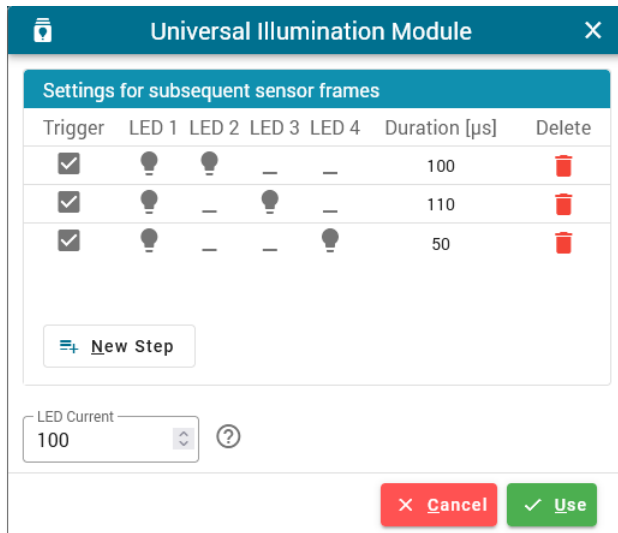 Universal Illumination Module
Settings for subsequent sensor frames
Trigger LED 1 LED 2 LED 3 LED 4 Duration [µs] Delete
100
110
50
New Step
LED Current
100
Cancel Use